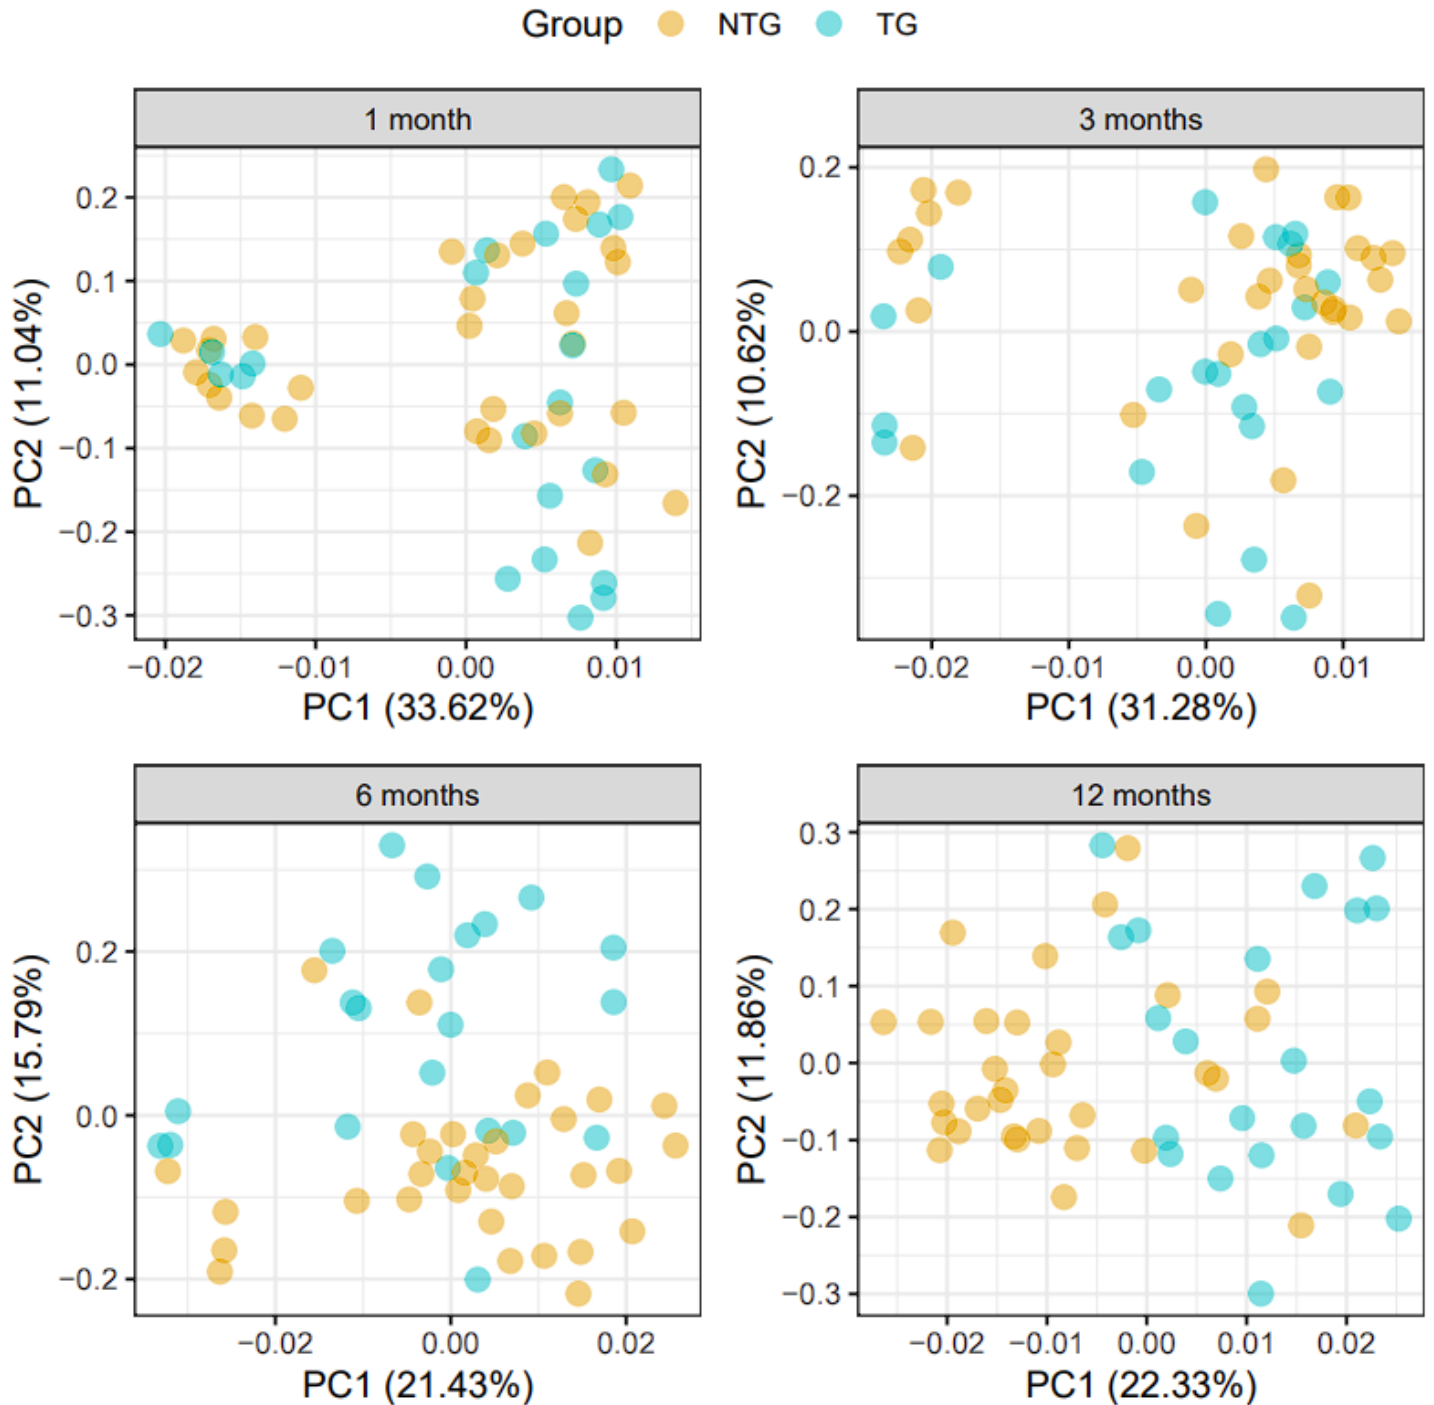 Group NTG TG
1 month
0.2
0.1
0.0
−0.1
−0.2
−0.3
PC2 (11.04%)
−0.02 −0.01 0.00 0.01
PC1 (33.62%)
3 months
0.2
0.0
−0.2
PC2 (10.62%)
−0.02 −0.01 0.00 0.01
PC1 (31.28%)
6 months
0.2
0.0
−0.2
PC2 (15.79%)
−0.02 0.00 0.02
PC1 (21.43%)
12 months
0.3
0.2
0.1
0.0
−0.1
−0.2
−0.3
PC2 (11.86%)
−0.02 −0.01 0.00 0.01 0.02
PC1 (22.33%)